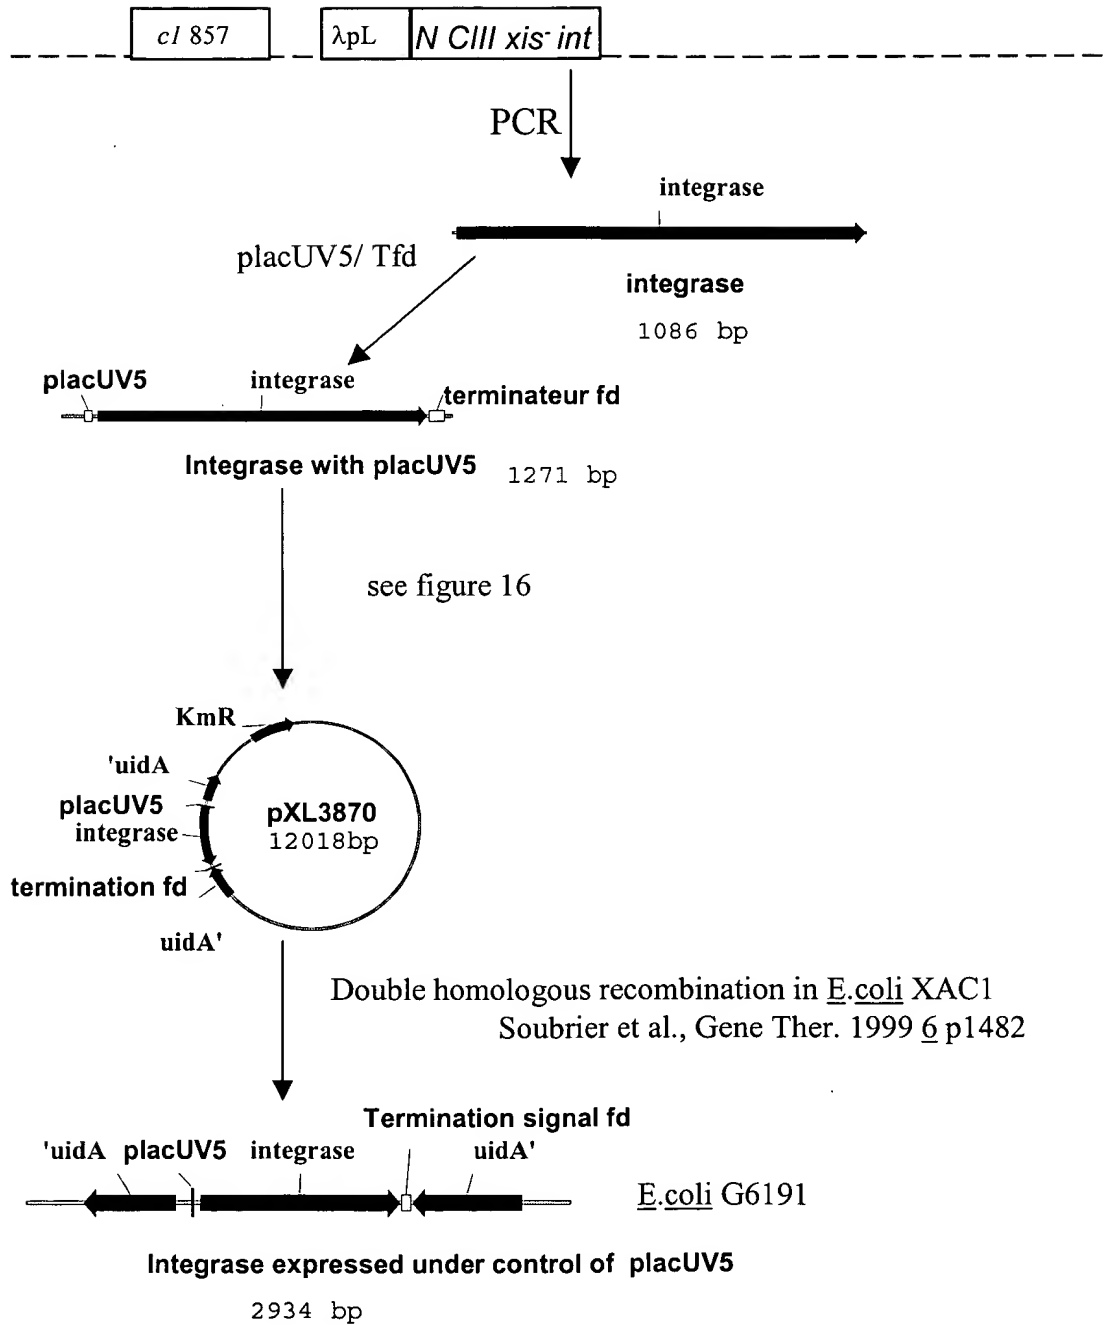 cI 857
λpL
N CIII xis- int
PCR
integrase
integrase
1086 bp
placUV5/ Tfd
placUV5
integrase
terminateur fd
Integrase with placUV5
1271 bp
see figure 16
KmR
'uidA
placUV5
integrase
termination fd
uidA'
pXL3870
12018bp
Double homologous recombination in E.coli XAC1
Soubrier et al., Gene Ther. 1999 6 p1482
Termination signal fd
'uidA placUV5 integrase uidA'
E.coli G6191
Integrase expressed under control of placUV5
2934 bp